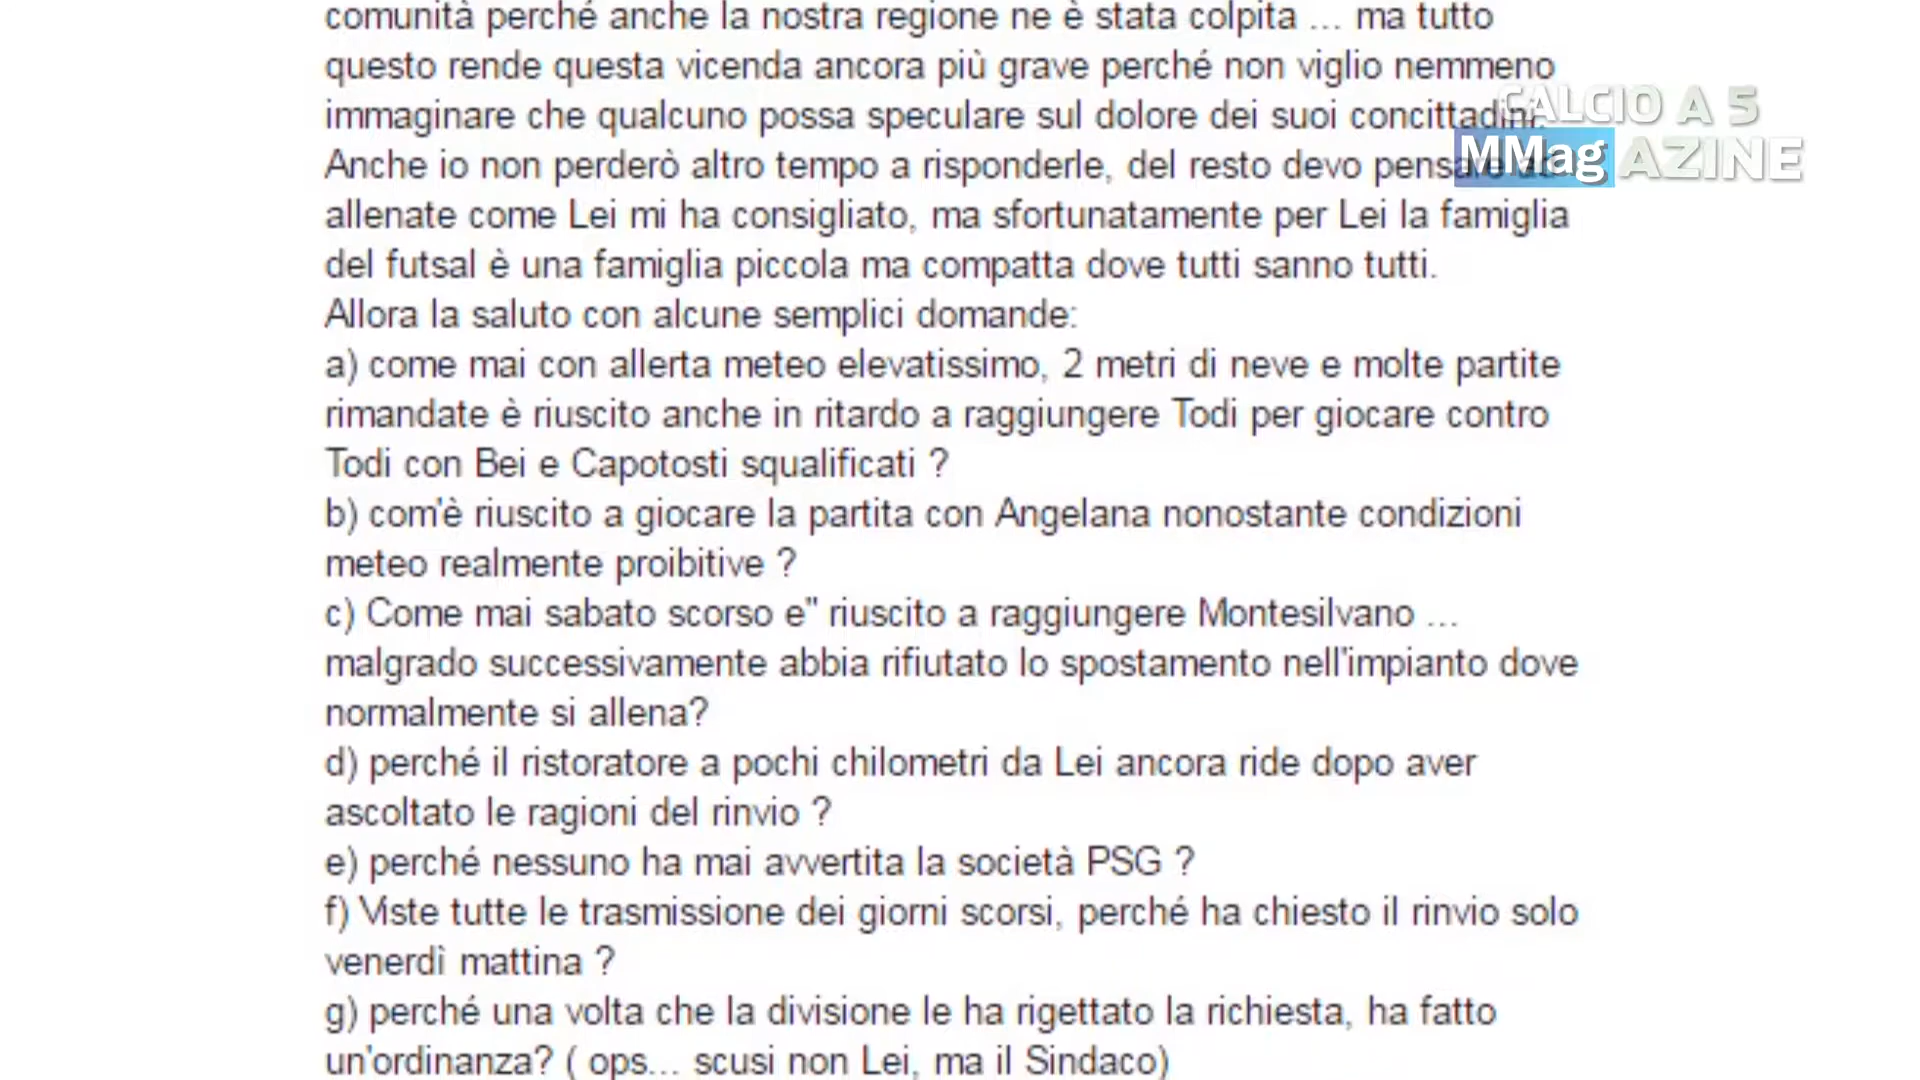 comunità perché anche la nostra regione ne è stata colpita ... ma tutto
questo rende questa vicenda ancora più grave perché non viglio nemmeno
immaginare che qualcuno possa speculare sul dolore dei suoi concittadini.
CALCIO A 5
MMagAZINE
Anche io non perderò altro tempo a risponderle, del resto devo pensare ad
allenate come Lei mi ha consigliato, ma sfortunatamente per Lei la famiglia
del futsal è una famiglia piccola ma compatta dove tutti sanno tutti.
Allora la saluto con alcune semplici domande:
a) come mai con allerta meteo elevatissimo, 2 metri di neve e molte partite
rimandate è riuscito anche in ritardo a raggiungere Todi per giocare contro
Todi con Bei e Capotosti squalificati ?
b) com'è riuscito a giocare la partita con Angelana nonostante condizioni
meteo realmente proibitive ?
c) Come mai sabato scorso e" riuscito a raggiungere Montesilvano ...
malgrado successivamente abbia rifiutato lo spostamento nell'impianto dove
normalmente si allena?
d) perché il ristoratore a pochi chilometri da Lei ancora ride dopo aver
ascoltato le ragioni del rinvio ?
e) perché nessuno ha mai avvertita la società PSG ?
f) Viste tutte le trasmissione dei giorni scorsi, perché ha chiesto il rinvio solo
venerdì mattina ?
g) perché una volta che la divisione le ha rigettato la richiesta, ha fatto
un'ordinanza? ( ops... scusi non Lei, ma il Sindaco)